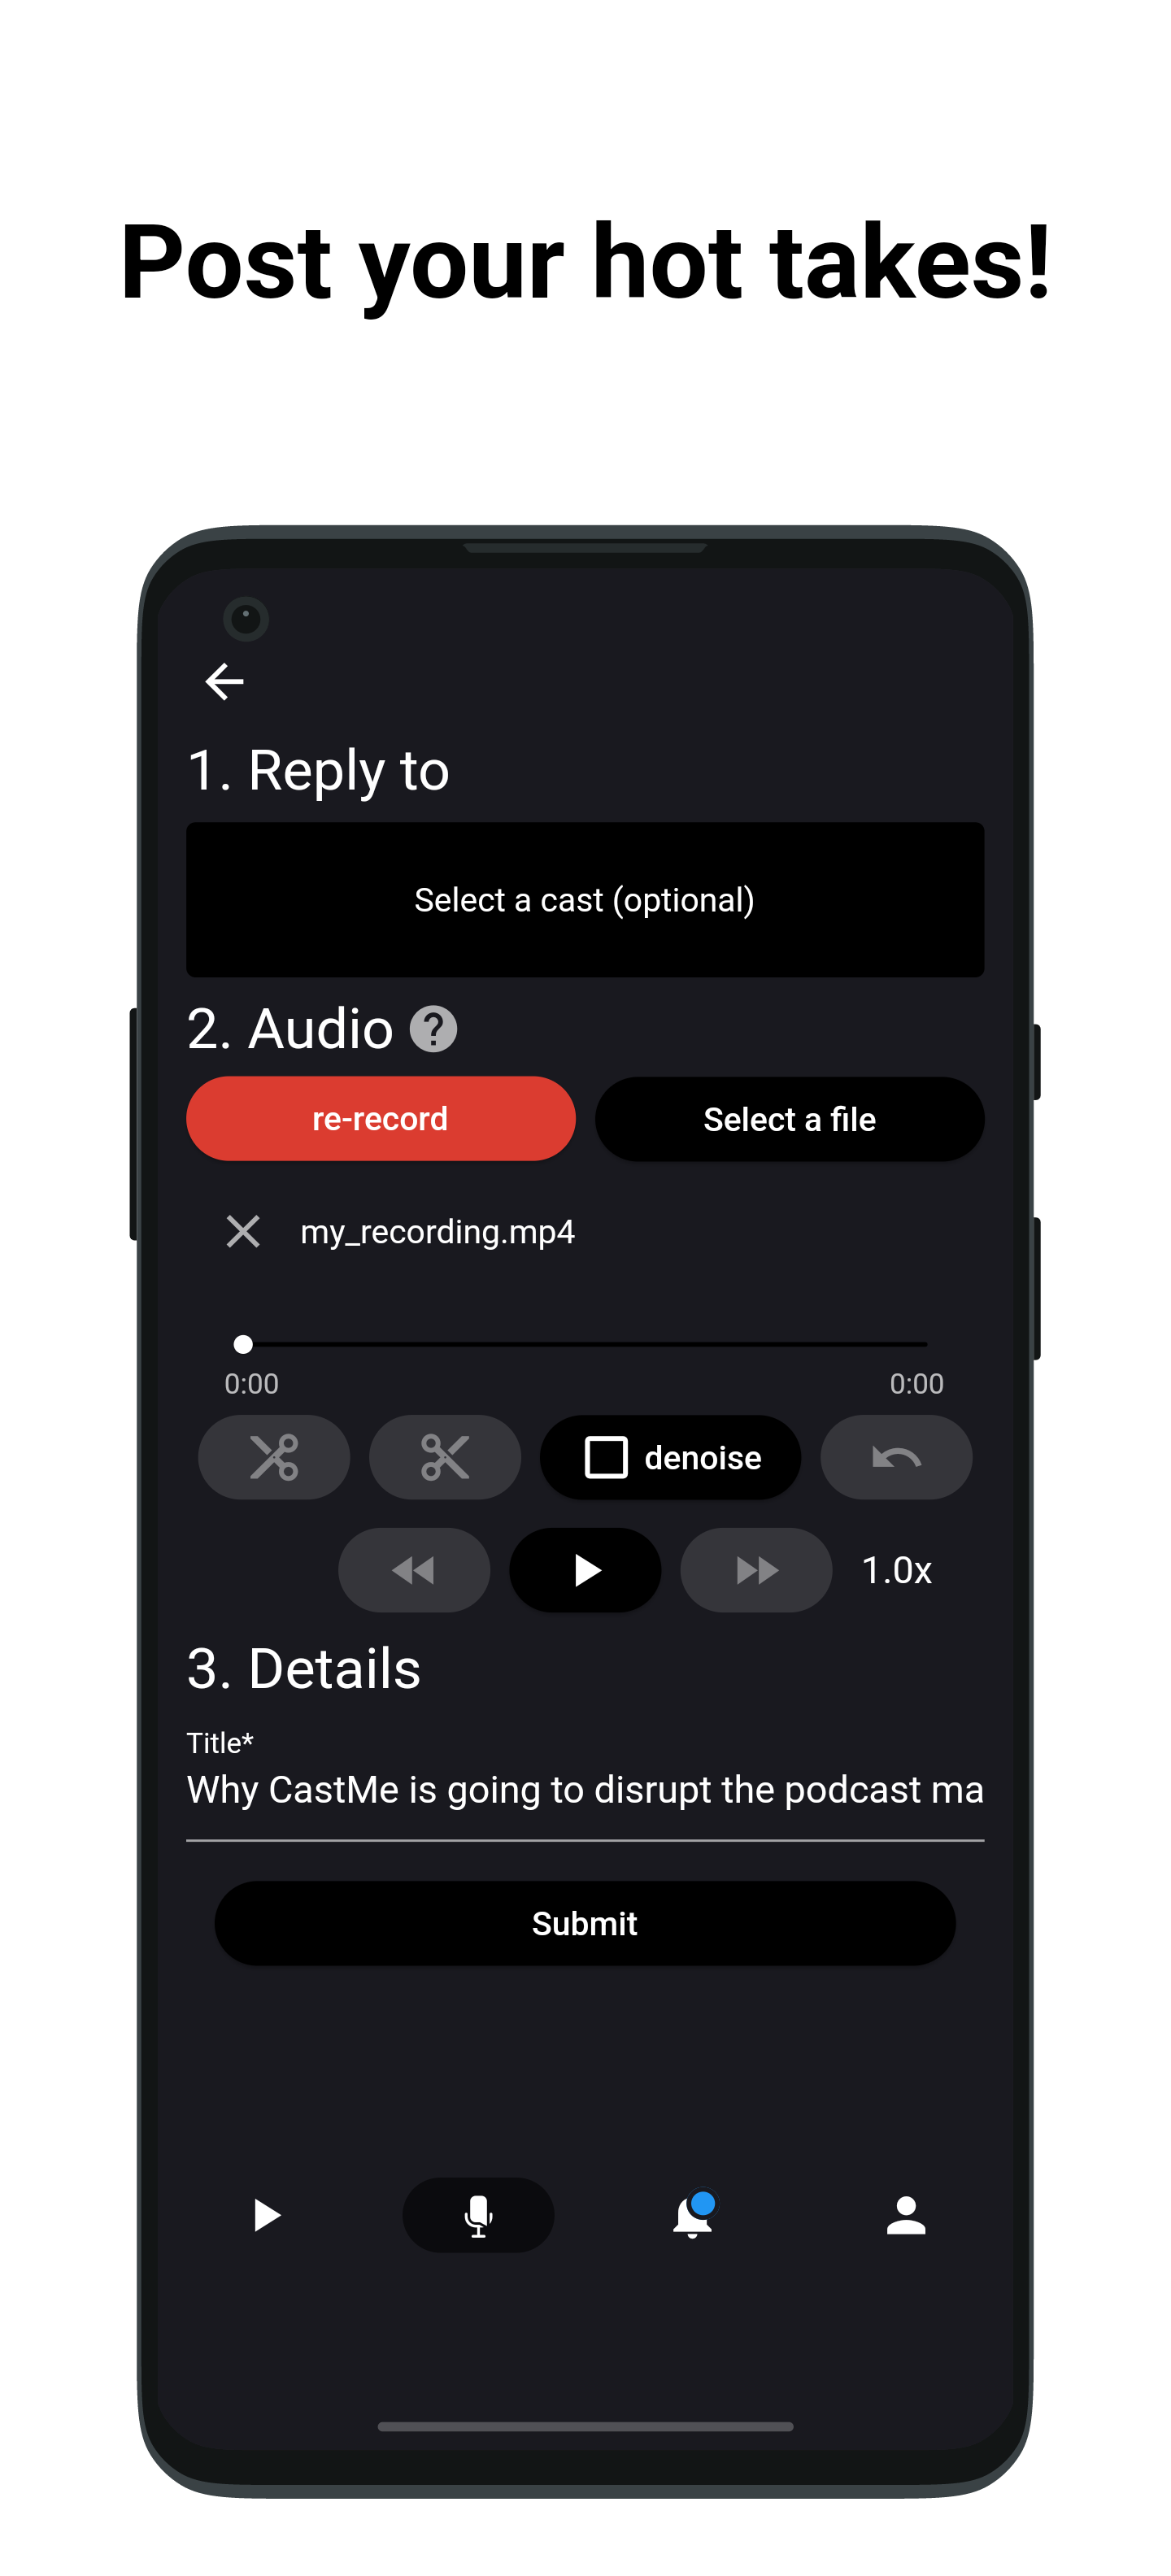 Post your hot takes!
1. Reply to
Select a cast (optional)
2. Audio ?
re-record
Select a file
my_recording.mp4
0:00
0:00
denoise
1.0x
3. Details
Title*
Why CastMe is going to disrupt the podcast ma
Submit